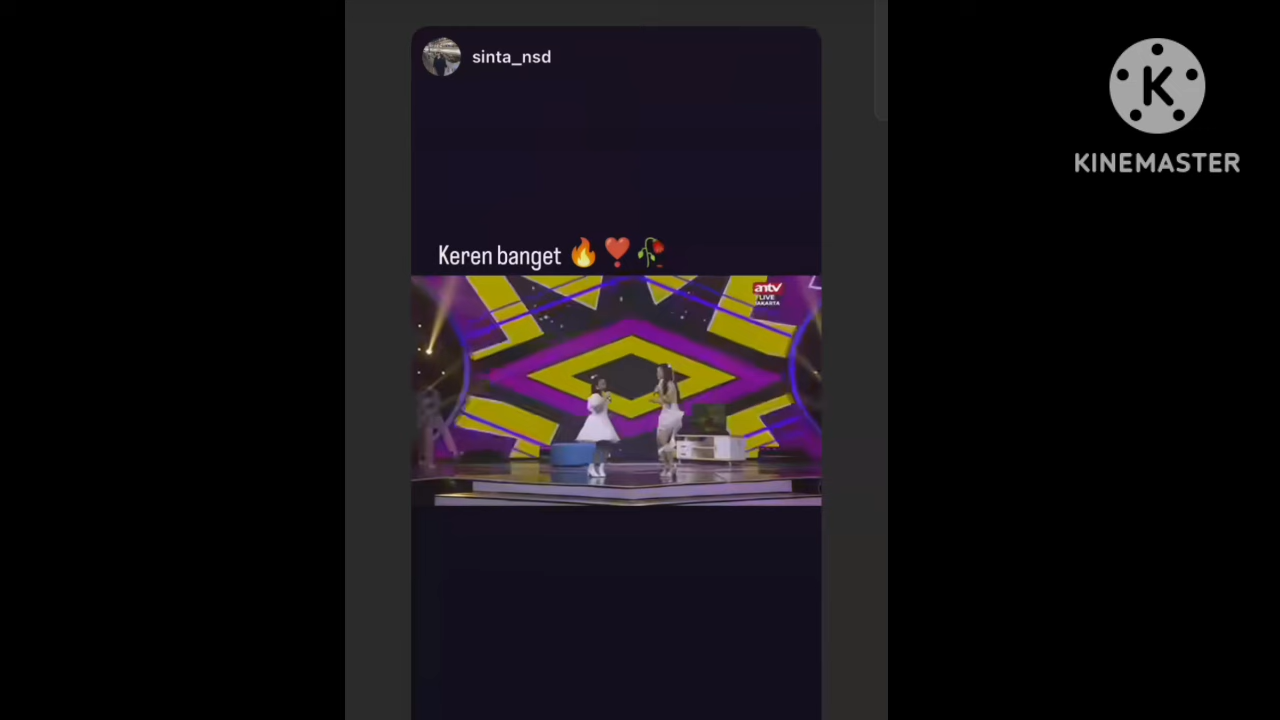 sinta_nsd
Keren banget 🔥❣️🥀
antv
LIVE
JAKARTA
K
KINEMASTER